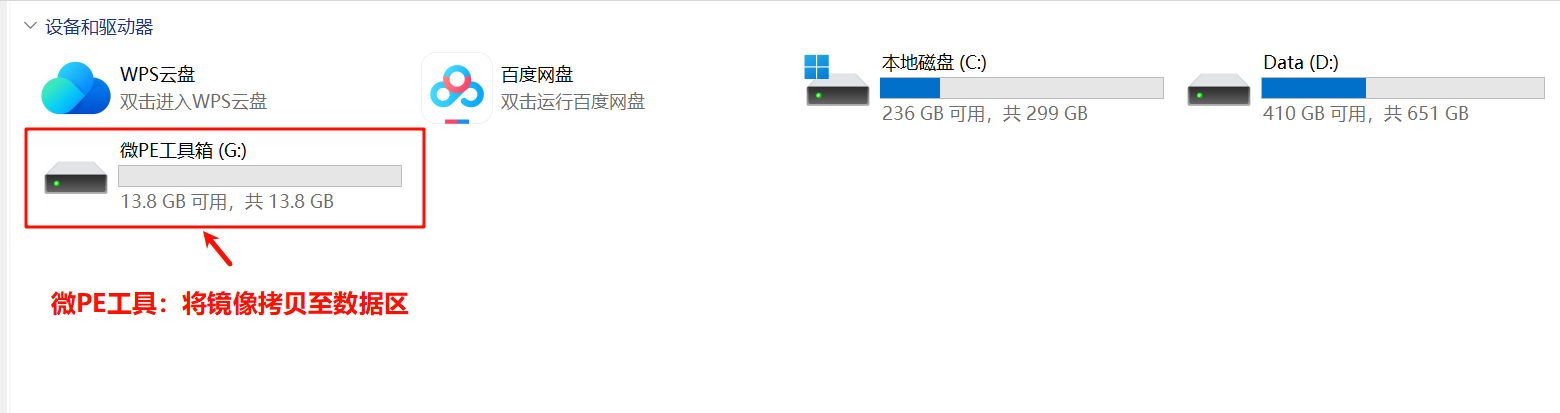 设备和驱动器
WPS云盘
双击进入WPS云盘
百度网盘
双击运行百度网盘
本地磁盘 (C:)
236 GB 可用，共 299 GB
Data (D:)
410 GB 可用，共 651 GB
微PE工具箱 (G:)
13.8 GB 可用，共 13.8 GB
微PE工具：将镜像拷贝至数据区